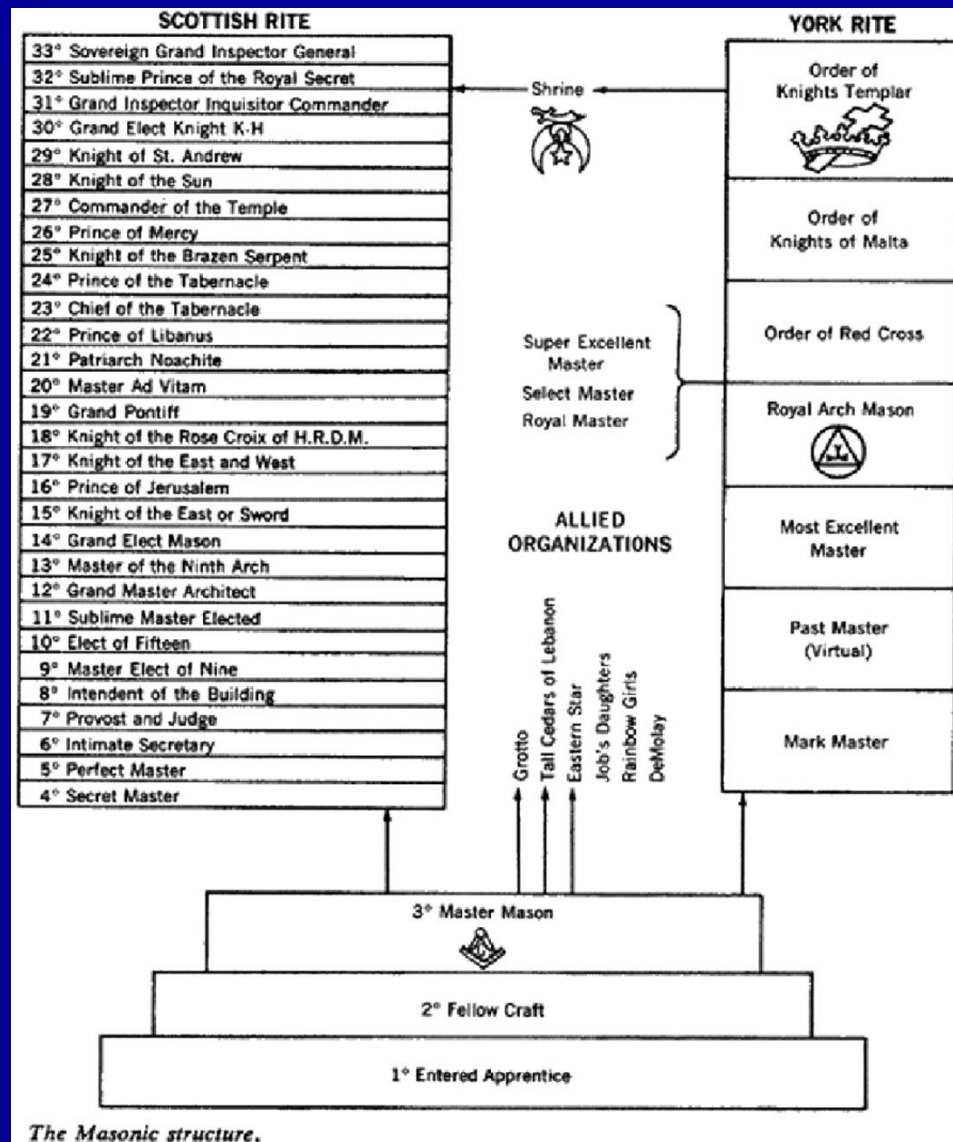 SCOTTISH RITE
33° Sovereign Grand Inspector General
32° Sublime Prince of the Royal Secret
31° Grand Inspector Inquisitor Commander
30° Grand Elect Knight K-H
29° Knight of St. Andrew
28° Knight of the Sun
27° Commander of the Temple
26° Prince of Mercy
25° Knight of the Brazen Serpent
24° Prince of the Tabernacle
23° Chief of the Tabernacle
22° Prince of Libanus
21° Patriarch Noachite
20° Master Ad Vitam
19° Grand Pontiff
18° Knight of the Rose Croix of H.R.D.M.
17° Knight of the East and West
16° Prince of Jerusalem
15° Knight of the East or Sword
14° Grand Elect Mason
13° Master of the Ninth Arch
12° Grand Master Architect
11° Sublime Master Elected
10° Elect of Fifteen
9° Master Elect of Nine
8° Intendent of the Building
7° Provost and Judge
6° Intimate Secretary
5° Perfect Master
4° Secret Master
Shrine
Super Excellent
Master
Select Master
Royal Master
ALLIED
ORGANIZATIONS
Grotto
Tall Cedars of Lebanon
Eastern Star
Job's Daughters
Rainbow Girls
DeMolay
YORK RITE
Order of
Knights Templar
Order of
Knights of Malta
Order of Red Cross
Royal Arch Mason
Most Excellent
Master
Past Master
(Virtual)
Mark Master
3° Master Mason
2° Fellow Craft
1° Entered Apprentice
The Masonic structure.